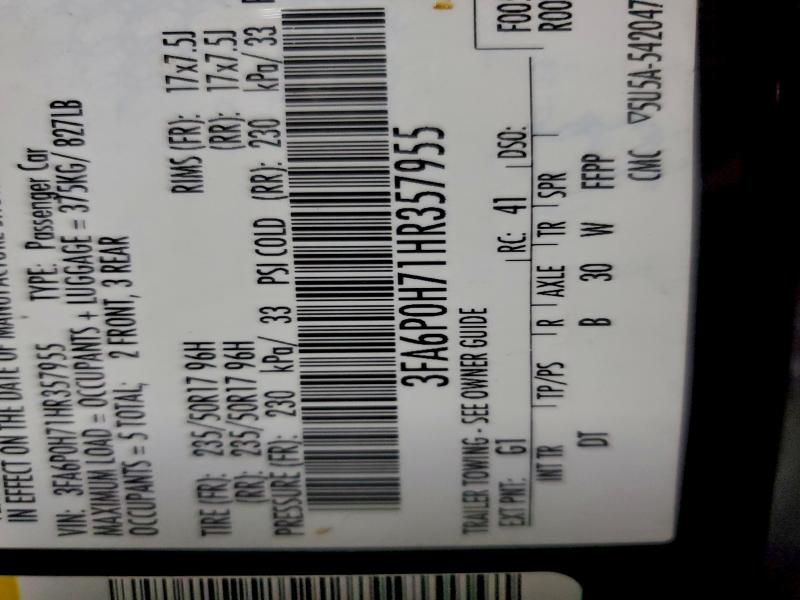 IN EFFECT ON THE DATE OF MANUFACTURE
VIN: 3FA6P0H71HR357955 TYPE: Passenger Car
MAXIMUM LOAD = OCCUPANTS + LUGGAGE = 375KG/ 827LB
OCCUPANTS = 5 TOTAL, 2 FRONT, 3 REAR
TIRE (FR): 235/50R17 96H RIMS (FR): 17x7.5J
(RR): 235/50R17 96H (RR): 17x7.5J
PRESSURE (FR): 230 kPa/ 33 PSI COLD (RR): 230 kPa/ 33
3FA6P0H71HR357955
TRAILER TOWING - SEE OWNER GUIDE
EXT PNT: G1 RC: 41 DSO:
INT TR TP/PS R AXLE TR SPR
DT B 30 W FFPP
CMC ▽5U5A-542047